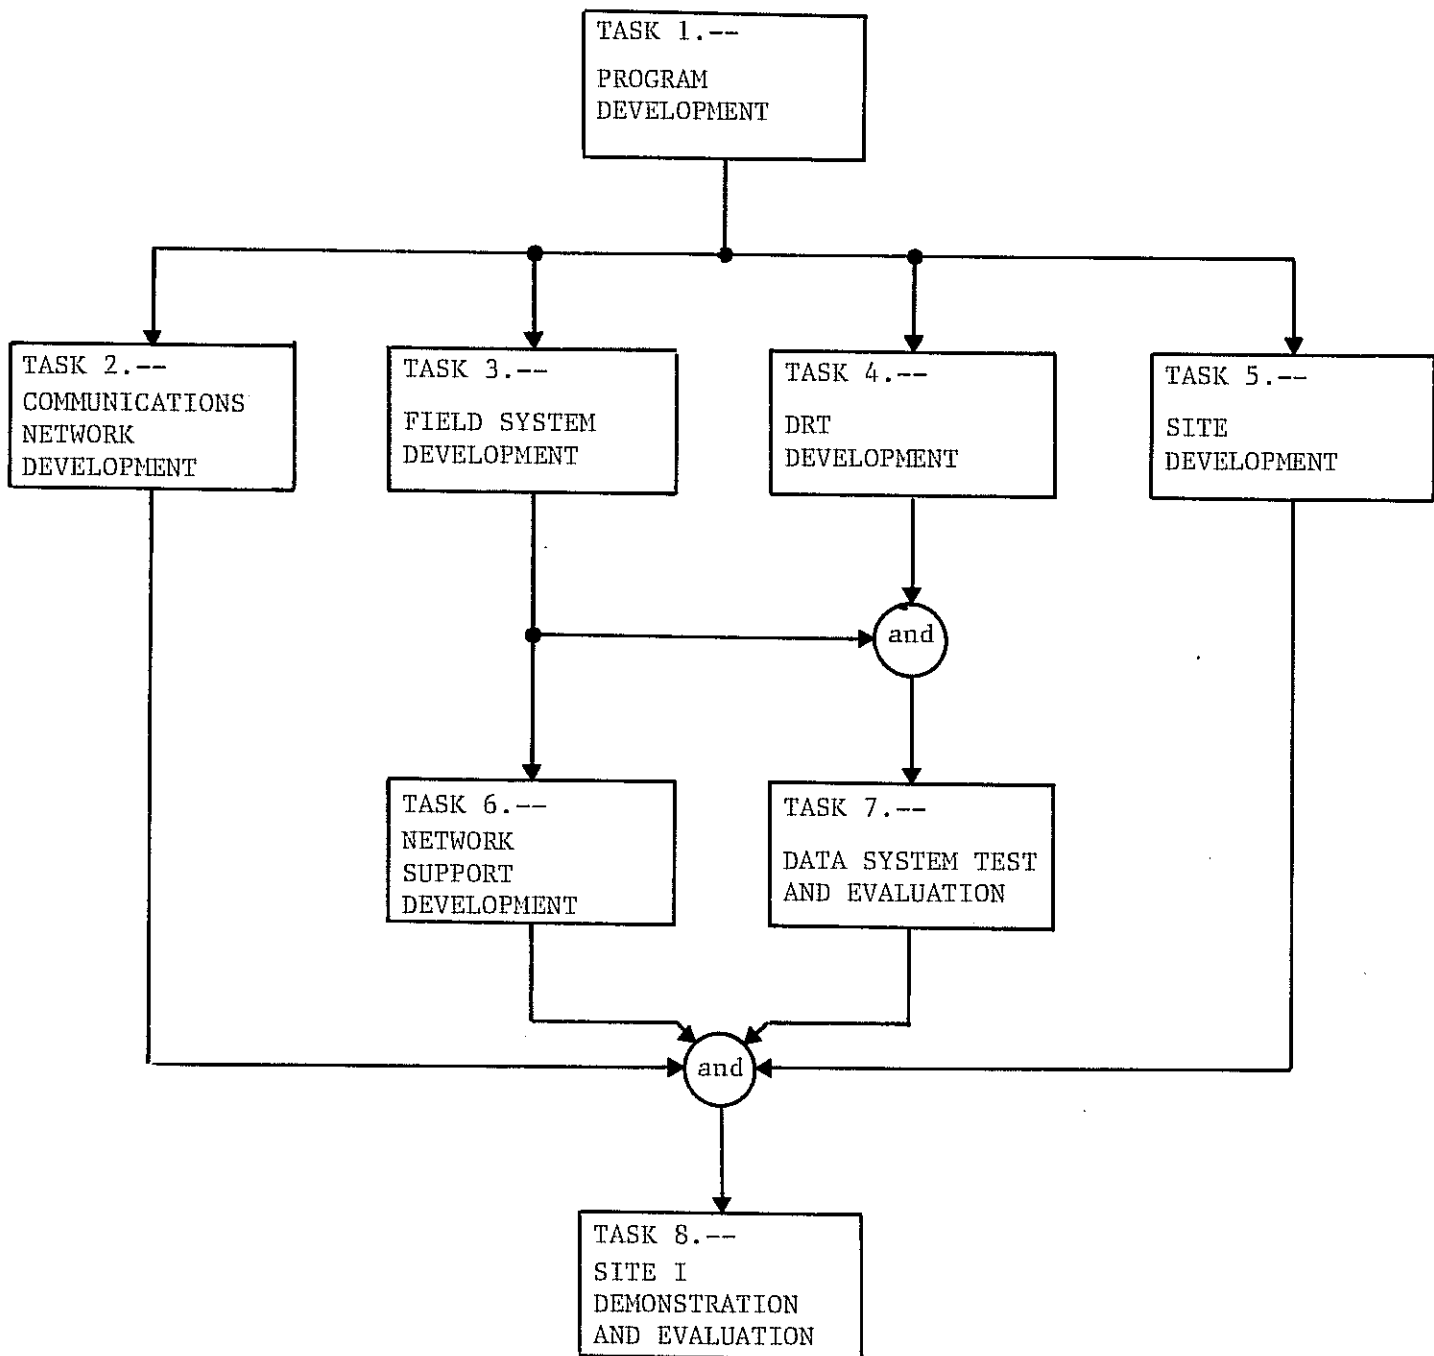 TASK 1.--
PROGRAM
DEVELOPMENT
TASK 2.--
COMMUNICATIONS
NETWORK
DEVELOPMENT
TASK 3.--
FIELD SYSTEM
DEVELOPMENT
TASK 4.--
DRT
DEVELOPMENT
TASK 5.--
SITE
DEVELOPMENT
and
TASK 6.--
NETWORK
SUPPORT
DEVELOPMENT
TASK 7.--
DATA SYSTEM TEST
AND EVALUATION
and
TASK 8.--
SITE I
DEMONSTRATION
AND EVALUATION